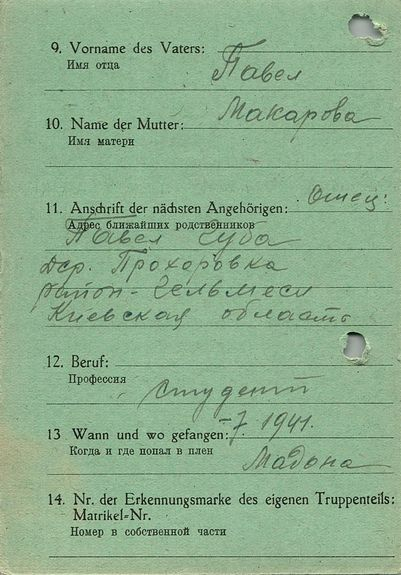 9. Vorname des Vaters:
Имя отца
Павел
10. Name der Mutter:
Макарова
Имя матери
11. Anschrift der nächsten Angehörigen: Отец:
Адрес ближайших родственников
Павел Чуба
Дер. Прохоровка
район - Гельмеси
Киевская область
12. Beruf:
Профессия
студент
13 Wann und wo gefangen: -7 1941.
Когда и где попал в плен
Мадона
14. Nr. der Erkennungsmarke des eigenen Truppenteils:
Matrikel-Nr.
Номер в собственной части